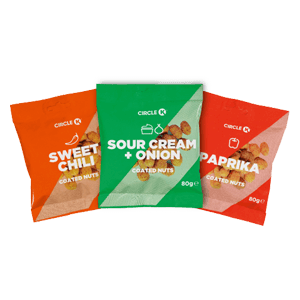 CIRCLE K
SWEET
CHILI
COATED NUTS
CIRCLE K
SOUR CREAM
+ ONION
COATED NUTS
80g℮
CIRCLE K
PAPRIKA
COATED NUTS
80g℮